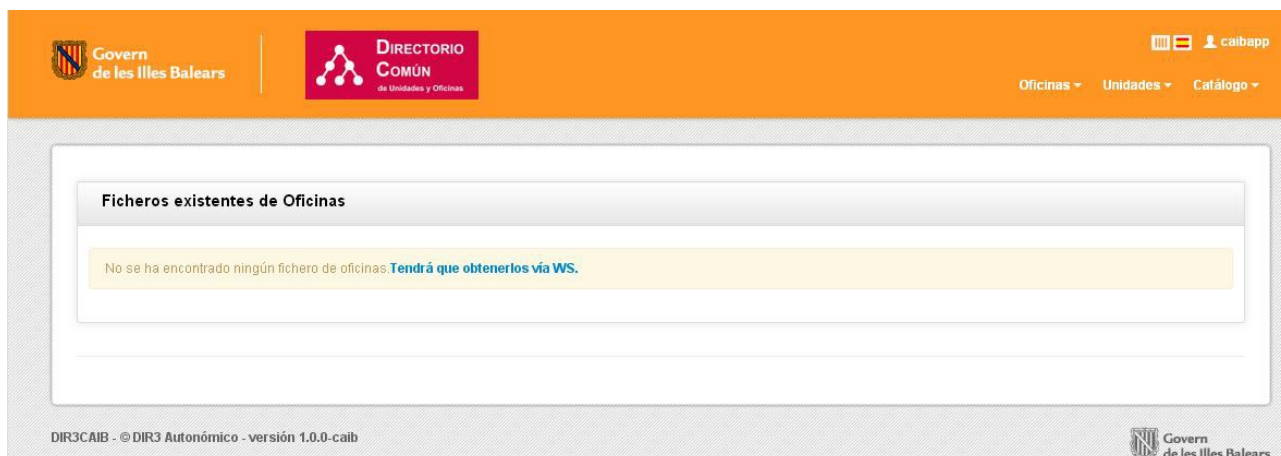 Govern
de les Illes Balears
DIRECTORIO
COMÚN
de Unidades y Oficinas
caibapp
Oficinas Unidades Catálogo
Ficheros existentes de Oficinas
No se ha encontrado ningún fichero de oficinas.Tendrá que obtenerlos vía WS.
DIR3CAIB - © DIR3 Autonómico - versión 1.0.0-caib
Govern
de les Illes Balears